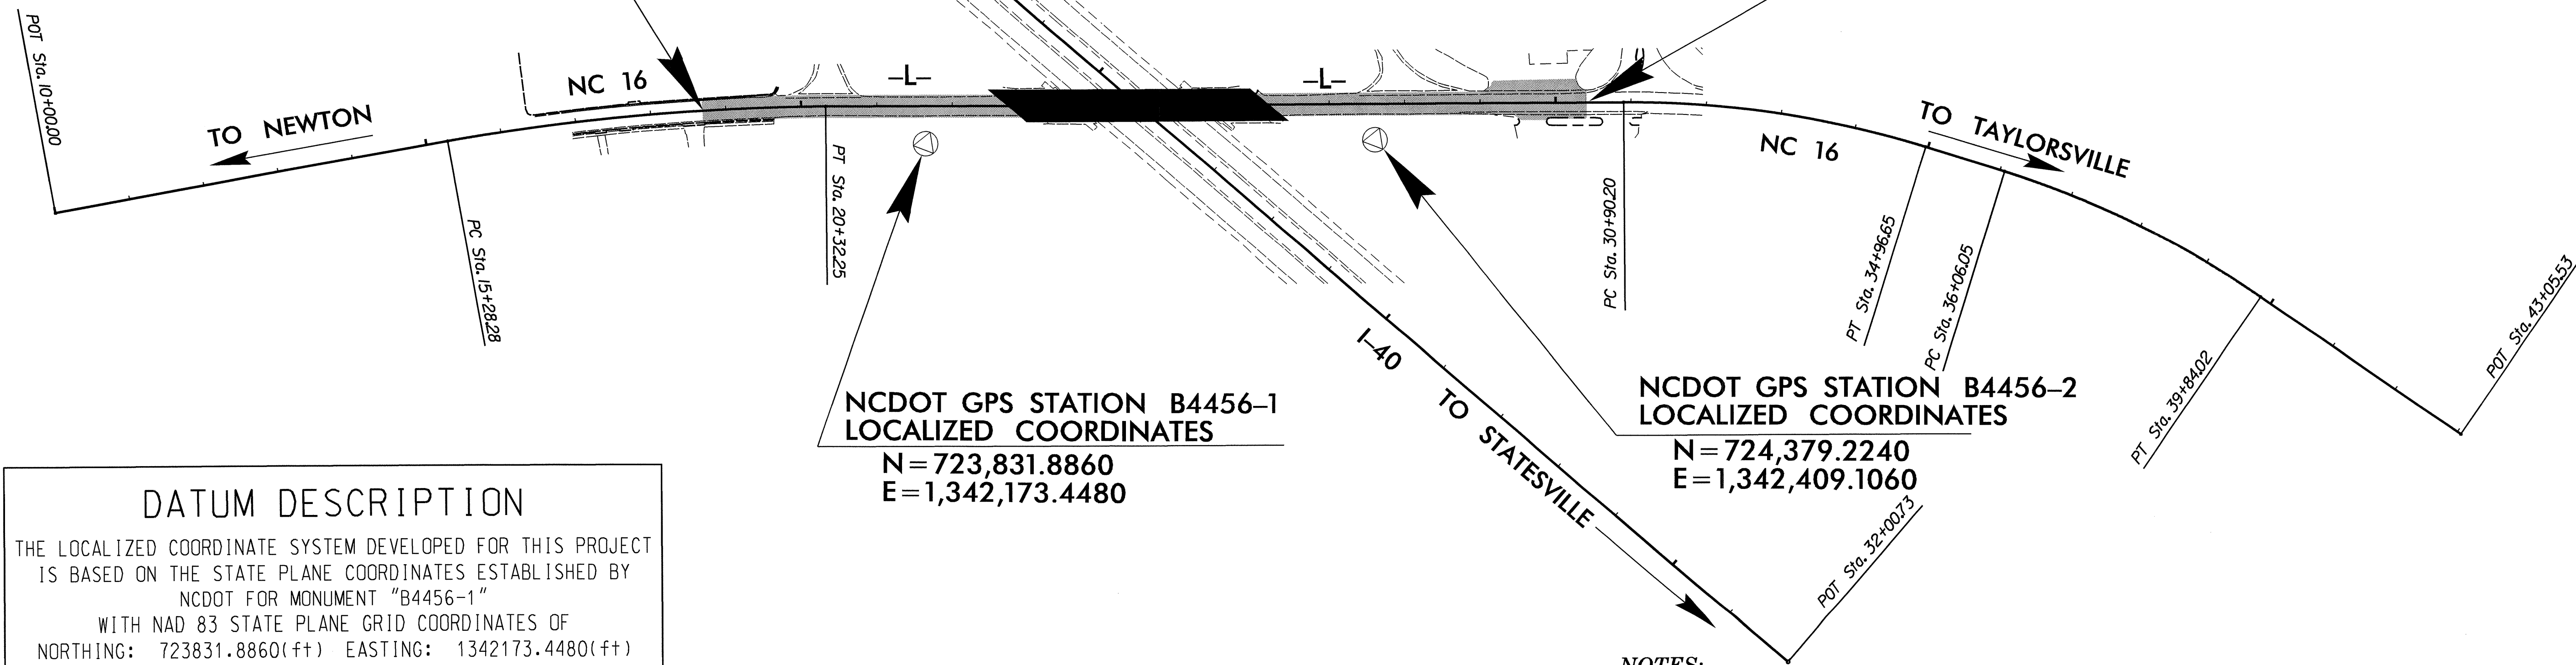 POT Sta. 10+00.00
TO NEWTON
NC 16
-L-
-L-
PC Sta. 15+28.28
PT Sta. 20+32.25
PC Sta. 30+90.20
NC 16
TO TAYLORSVILLE
PT Sta. 34+96.65
PC Sta. 36+06.05
PT Sta. 39+84.02
POT Sta. 43+05.53
NCDOT GPS STATION B4456-1
LOCALIZED COORDINATES
N=723,831.8860
E=1,342,173.4480
I-40
TO STATESVILLE
POT Sta. 32+00.73
NCDOT GPS STATION B4456-2
LOCALIZED COORDINATES
N=724,379.2240
E=1,342,409.1060
DATUM DESCRIPTION
THE LOCALIZED COORDINATE SYSTEM DEVELOPED FOR THIS PROJECT
IS BASED ON THE STATE PLANE COORDINATES ESTABLISHED BY
NCDOT FOR MONUMENT "B4456-1"
WITH NAD 83 STATE PLANE GRID COORDINATES OF
NORTHING: 723831.8860(ft) EASTING: 1342173.4480(ft)
NOTES: